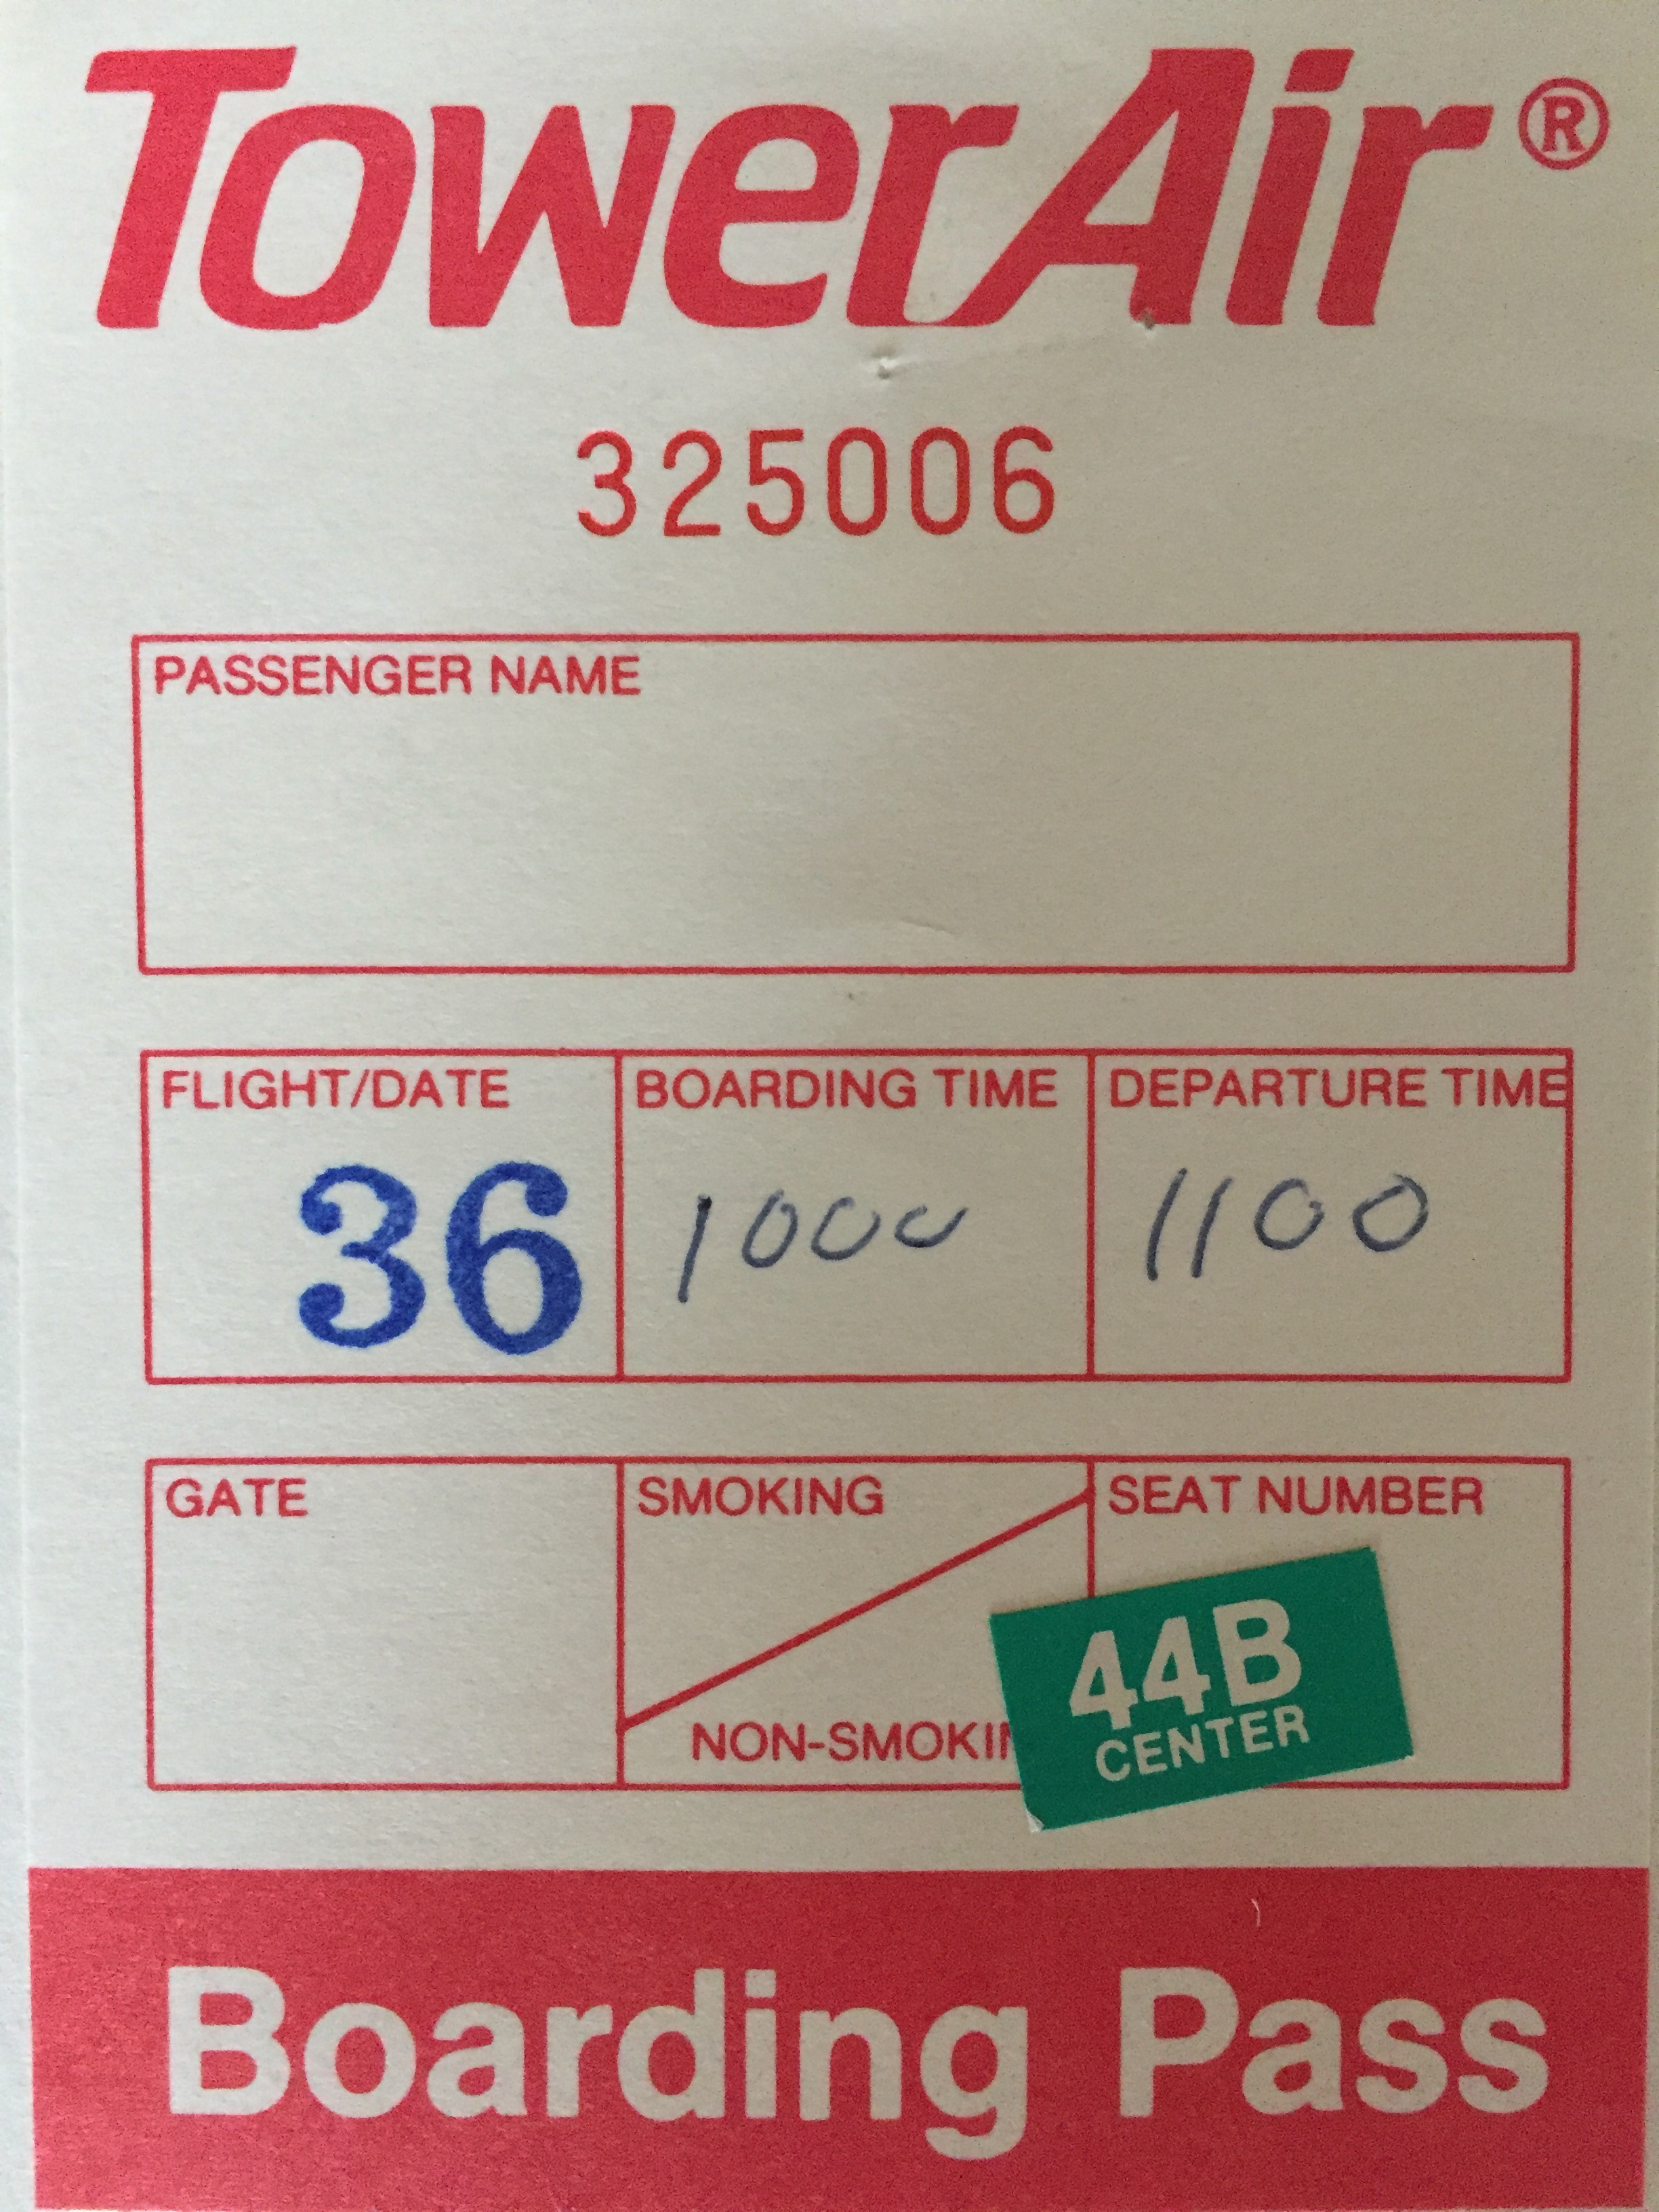 TowerAir®
325006
PASSENGER NAME
FLIGHT/DATE BOARDING TIME DEPARTURE TIME
36 1000 1100
GATE SMOKING SEAT NUMBER
44B
NON-SMOKIN CENTER
Boarding Pass